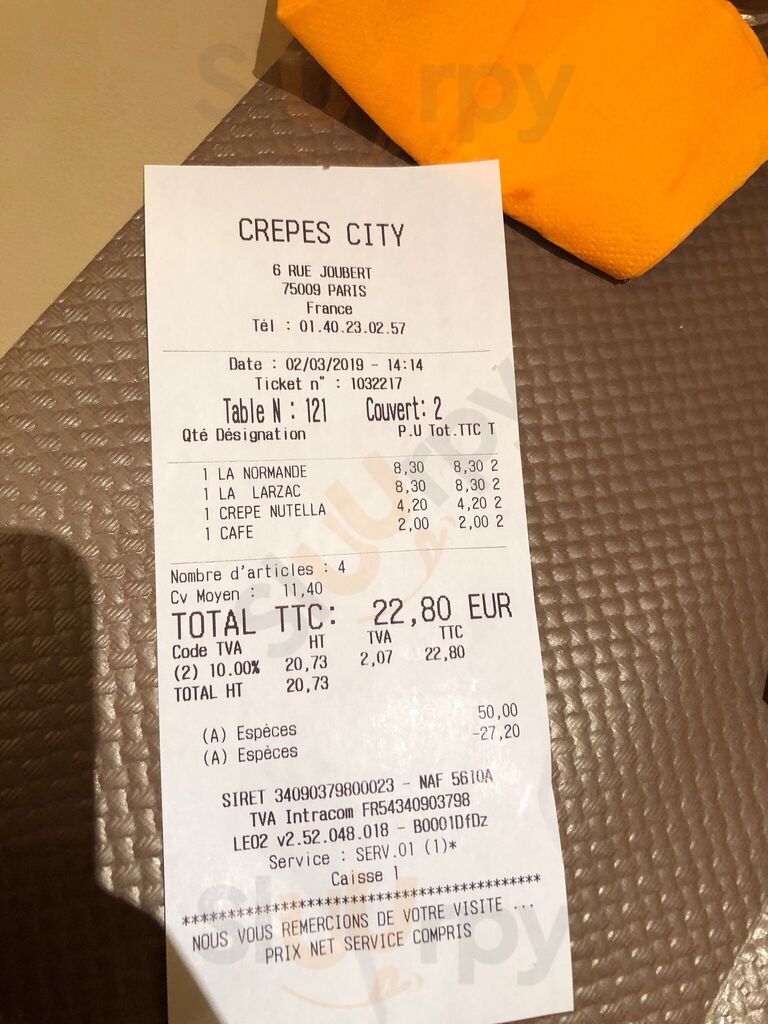 CREPES CITY
6 RUE JOUBERT
75009 PARIS
France
Tél : 01.40.23.02.57
Date : 02/03/2019 - 14:14
Ticket n° : 1032217
Table N : 121 Couvert: 2
Qté Désignation P.U Tot.TTC T
1 LA NORMANDE 8,30 8,30 2
1 LA LARZAC 8,30 8,30 2
1 CREPE NUTELLA 4,20 4,20 2
1 CAFE 2,00 2,00 2
Nombre d'articles : 4
Cv Moyen : 11,40
TOTAL TTC: 22,80 EUR
Code TVA HT TVA TTC
(2) 10.00% 20,73 2,07 22,80
TOTAL HT 20,73
(A) Espèces 50,00
(A) Espèces -27,20
SIRET 34090379800023 - NAF 5610A
TVA Intracom FR54340903798
LEO2 v2.52.048.018 - B0001DfDz
Service : SERV.01 (1)*
Caisse 1
******************************************
NOUS VOUS REMERCIONS DE VOTRE VISITE ...
PRIX NET SERVICE COMPRIS
sluurpy
sluurpy
sluurpy